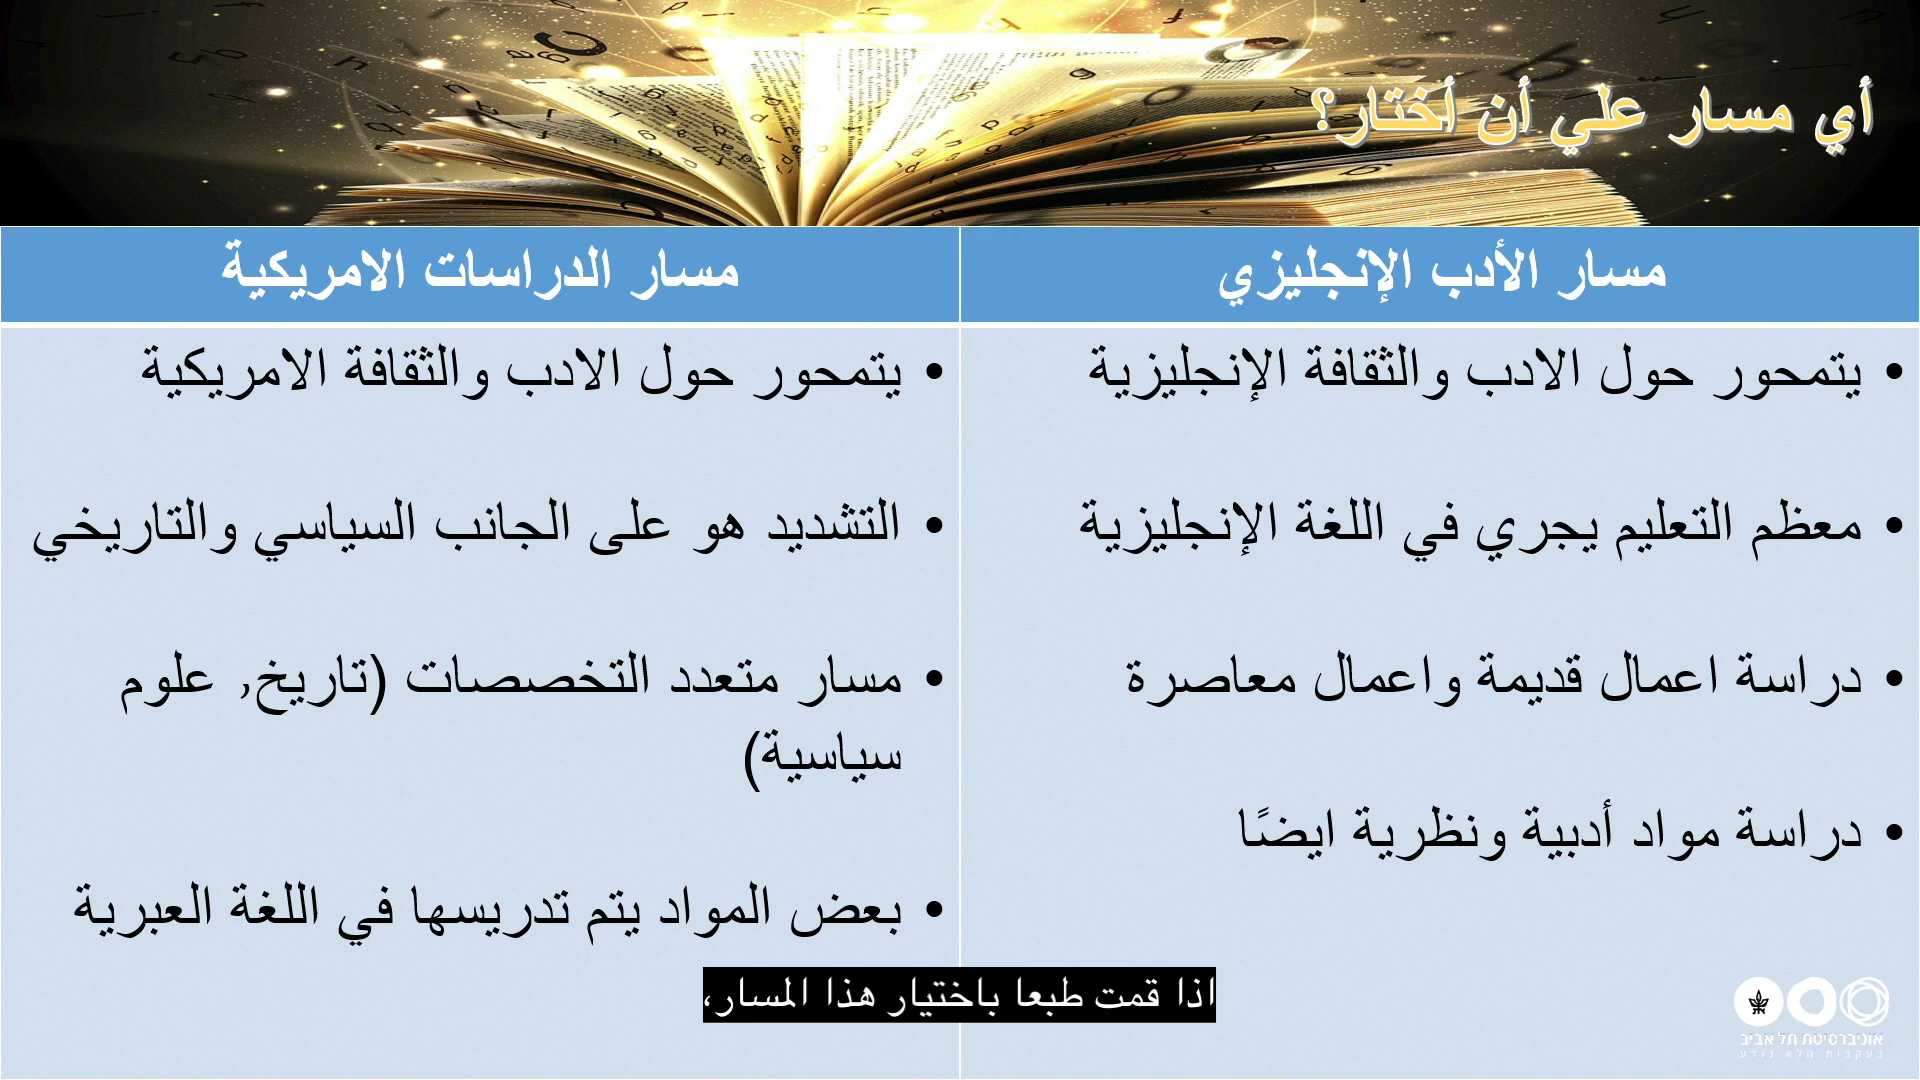 أي مسار علي أن أختار؟
مسار الأدب الإنجليزي
• يتمحور حول الادب والثقافة الإنجليزية
• معظم التعليم يجري في اللغة الإنجليزية
• دراسة اعمال قديمة واعمال معاصرة
• دراسة مواد أدبية ونظرية ايضًا
مسار الدراسات الامريكية
• يتمحور حول الادب والثقافة الامريكية
• التشديد هو على الجانب السياسي والتاريخي
• مسار متعدد التخصصات (تاريخ, علوم
سياسية)
• بعض المواد يتم تدريسها في اللغة العبرية
اذا قمت طبعا باختيار هذا المسار،
אוניברסיטת תל אביב
בעקבות הלא נודע